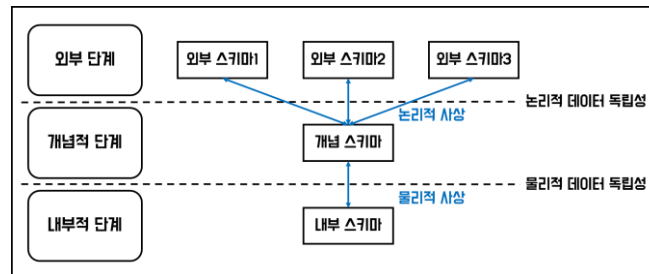 외부 단계
외부 스키마1
외부 스키마2
외부 스키마3
논리적 데이터 독립성
논리적 사상
개념적 단계
개념 스키마
물리적 데이터 독립성
물리적 사상
내부적 단계
내부 스키마